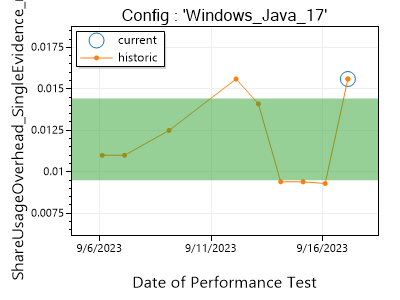 Config : 'Windows_Java_17'
current
historic
0.0175
0.015
0.0125
0.01
0.0075
9/6/2023
9/11/2023
9/16/2023
Date of Performance Test
ShareUsageOverhead_SingleEvidence_